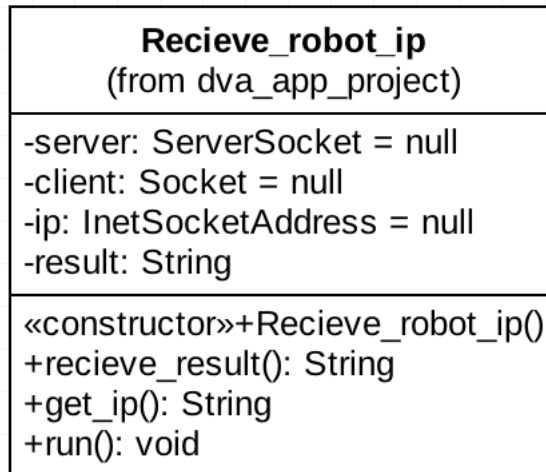 Recieve_robot_ip
(from dva_app_project)
-server: ServerSocket = null
-client: Socket = null
-ip: InetSocketAddress = null
-result: String
«constructor»+Recieve_robot_ip()
+recieve_result(): String
+get_ip(): String
+run(): void